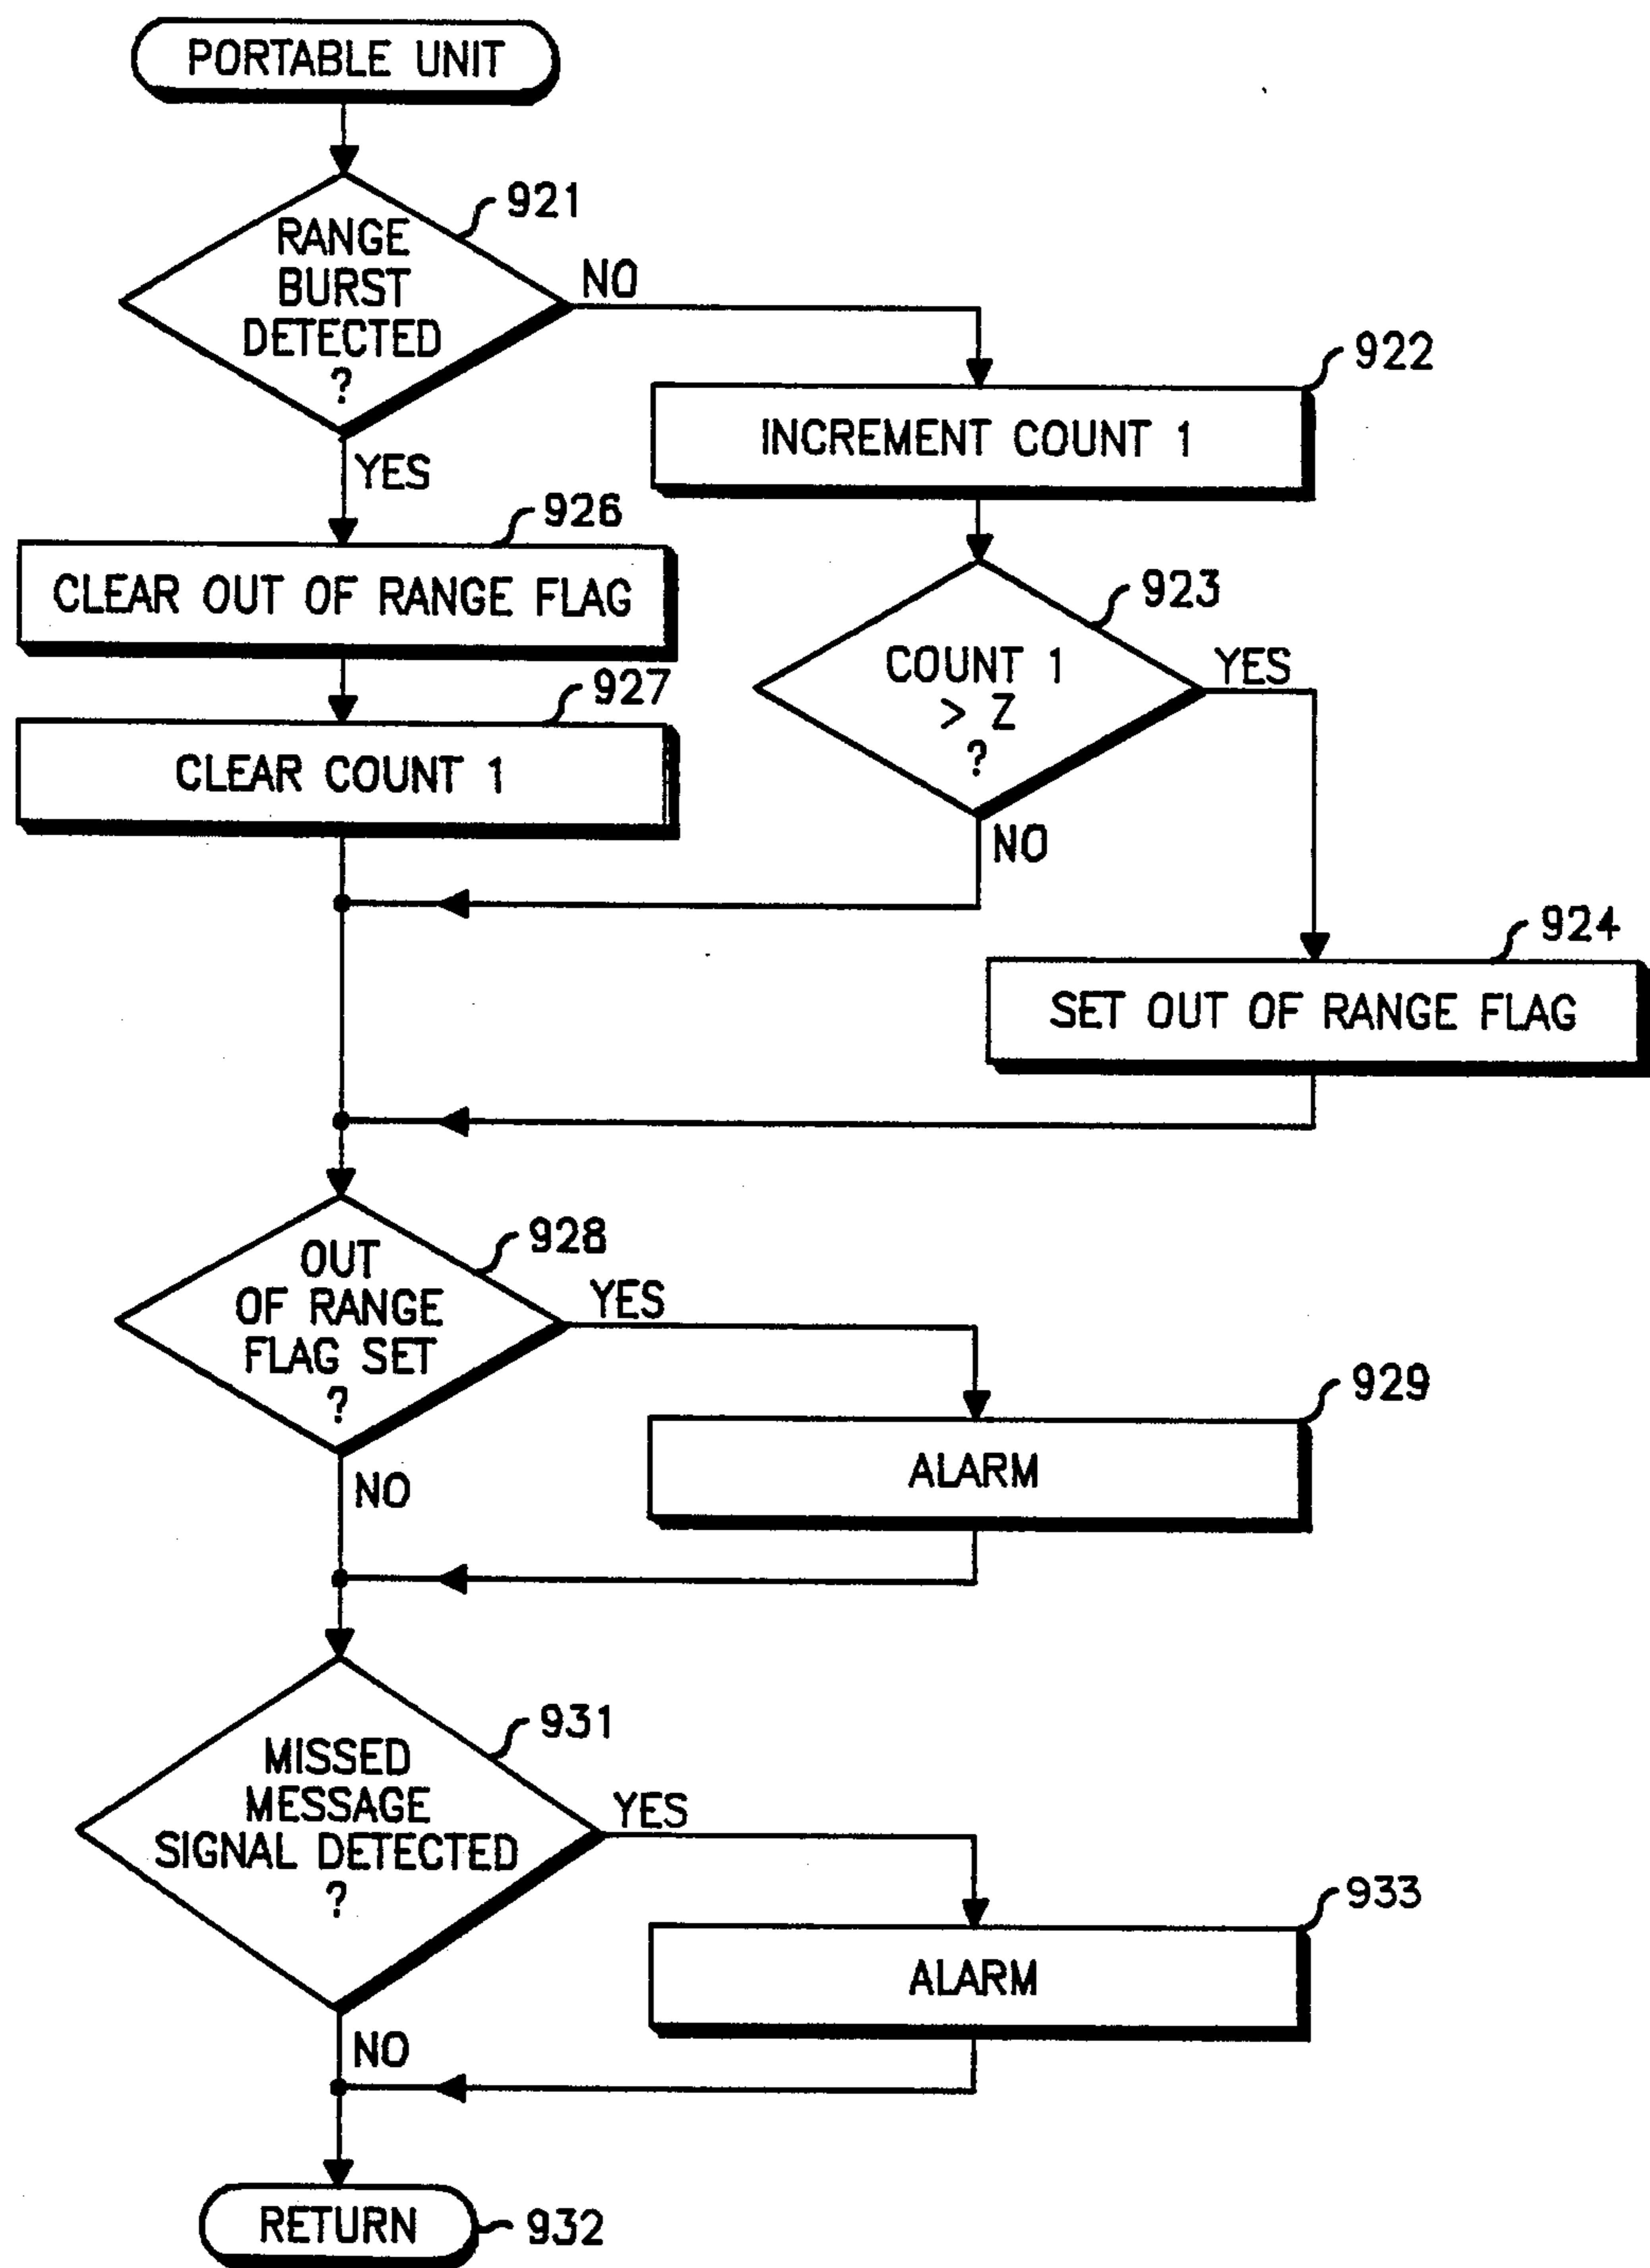 PORTABLE UNIT
921
RANGE
BURST
DETECTED
?
NO
YES
922
INCREMENT COUNT 1
926
CLEAR OUT OF RANGE FLAG
923
COUNT 1
> Z
?
YES
NO
927
CLEAR COUNT 1
924
SET OUT OF RANGE FLAG
928
OUT
OF RANGE
FLAG SET
?
YES
NO
929
ALARM
931
MISSED
MESSAGE
SIGNAL DETECTED
?
YES
NO
933
ALARM
RETURN
932